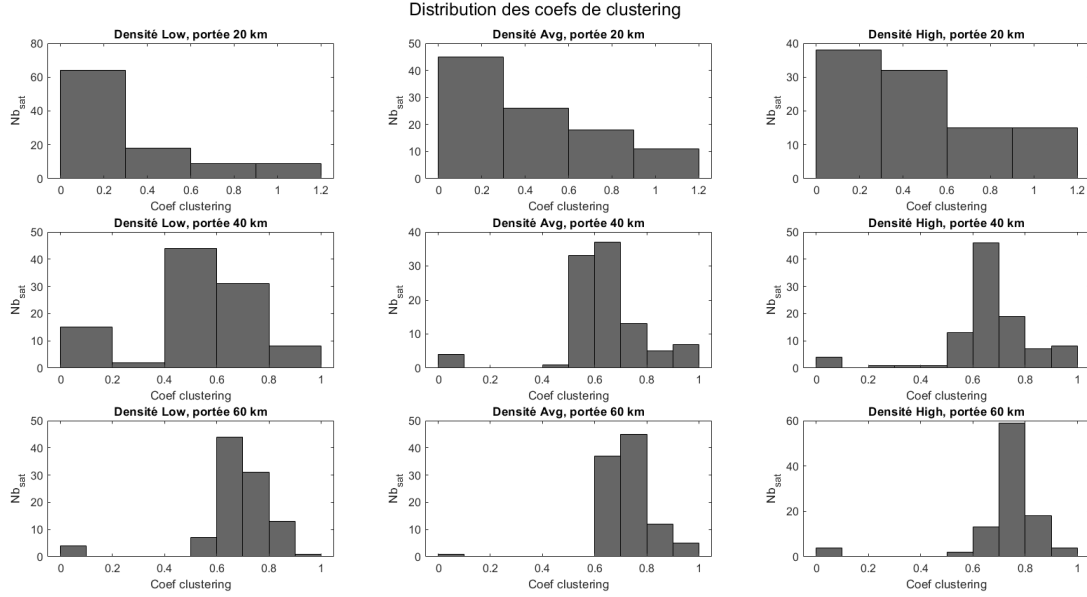 Distribution des coefs de clustering
Densité Low, portée 20 km
Densité Avg, portée 20 km
Densité High, portée 20 km
80
60
40
20
0
Nb_sat
0 0.2 0.4 0.6 0.8 1 1.2
Coef clustering
50
40
30
20
10
0
Nb_sat
0 0.2 0.4 0.6 0.8 1 1.2
Coef clustering
40
30
20
10
0
Nb_sat
0 0.2 0.4 0.6 0.8 1 1.2
Coef clustering
Densité Low, portée 40 km
Densité Avg, portée 40 km
Densité High, portée 40 km
50
40
30
20
10
0
Nb_sat
0 0.2 0.4 0.6 0.8 1
Coef clustering
40
30
20
10
0
Nb_sat
0 0.2 0.4 0.6 0.8 1
Coef clustering
50
40
30
20
10
0
Nb_sat
0 0.2 0.4 0.6 0.8 1
Coef clustering
Densité Low, portée 60 km
Densité Avg, portée 60 km
Densité High, portée 60 km
50
40
30
20
10
0
Nb_sat
0 0.2 0.4 0.6 0.8 1
Coef clustering
50
40
30
20
10
0
Nb_sat
0 0.2 0.4 0.6 0.8 1
Coef clustering
60
40
20
0
Nb_sat
0 0.2 0.4 0.6 0.8 1
Coef clustering